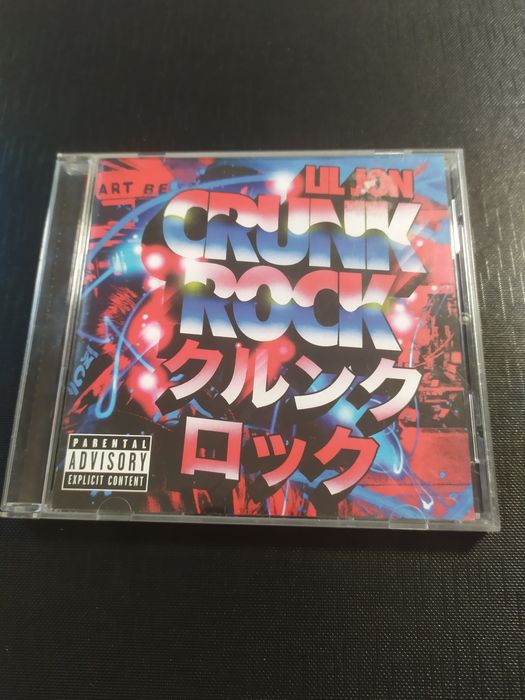 ART BE
LIL JON
CRUNK
ROCK
クルンク
ロック
PARENTAL
ADVISORY
EXPLICIT CONTENT